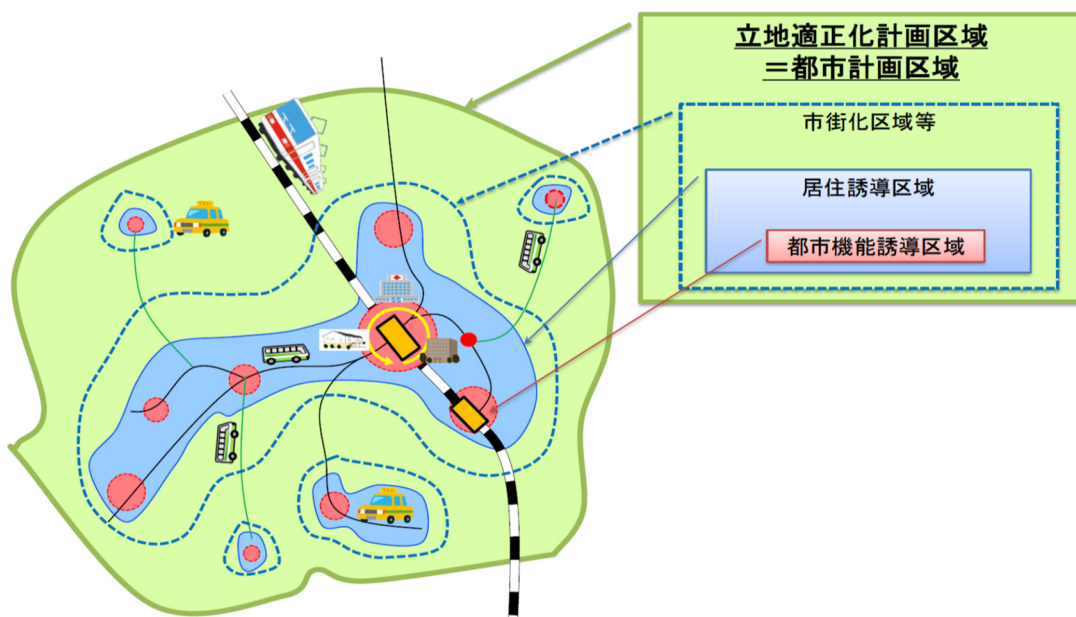 立地適正化計画区域
＝都市計画区域
市街化区域等
居住誘導区域
都市機能誘導区域